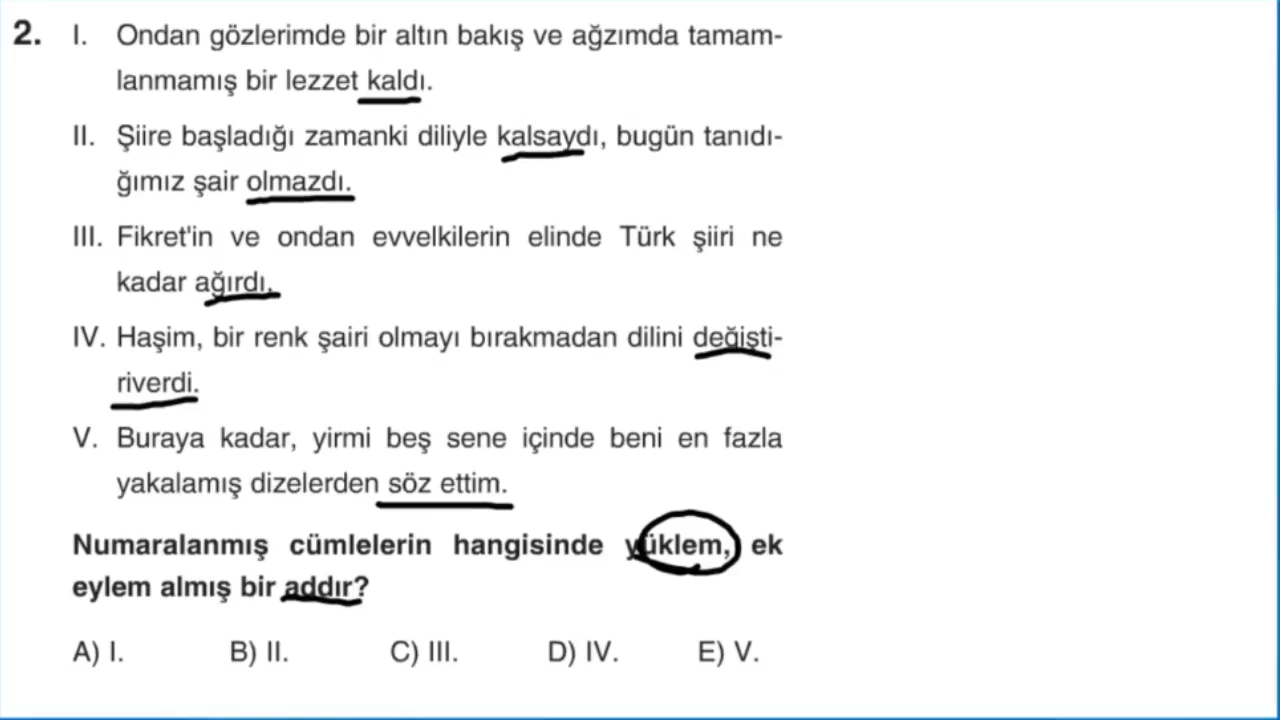 2. I. Ondan gözlerimde bir altın bakış ve ağzımda tamam-
lanmamış bir lezzet kaldı.
II. Şiire başladığı zamanki diliyle kalsaydı, bugün tanıdı-
ğımız şair olmazdı.
III. Fikret'in ve ondan evvelkilerin elinde Türk şiiri ne
kadar ağırdı.
IV. Haşim, bir renk şairi olmayı bırakmadan dilini değişti-
riverdi.
V. Buraya kadar, yirmi beş sene içinde beni en fazla
yakalamış dizelerden söz ettim.
Numaralanmış cümlelerin hangisinde yüklem, ek
eylem almış bir addır?
A) I. B) II. C) III. D) IV. E) V.